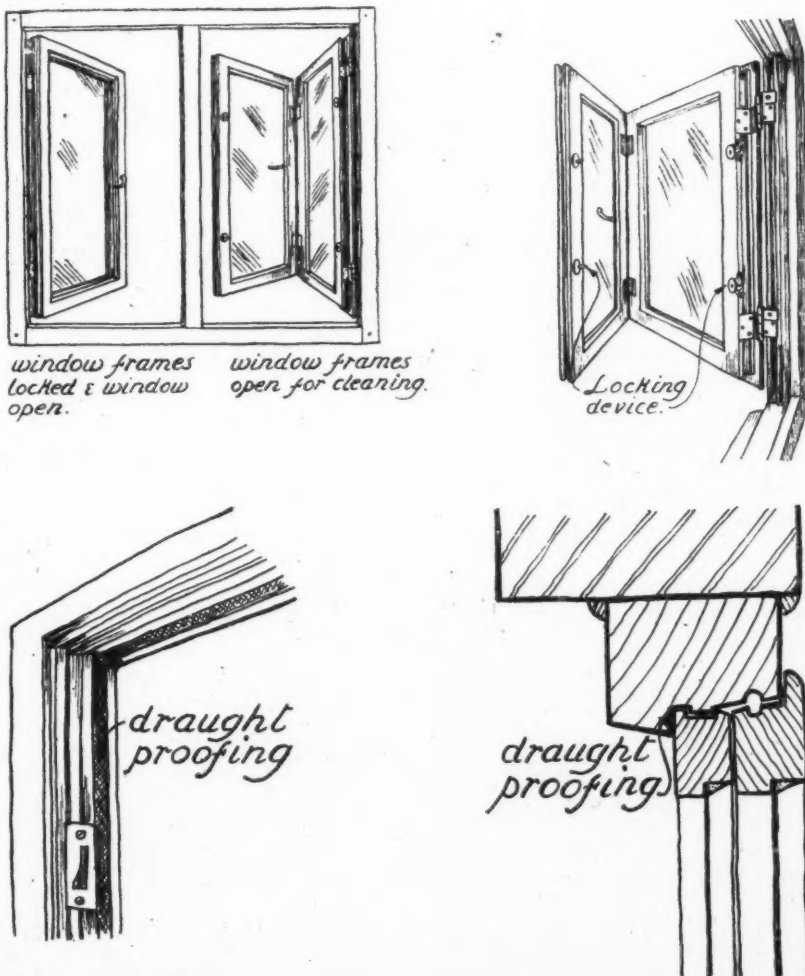 window frames
locked & window
open.
window frames
open for cleaning.
Locking
device.
draught
proofing
draught
proofing